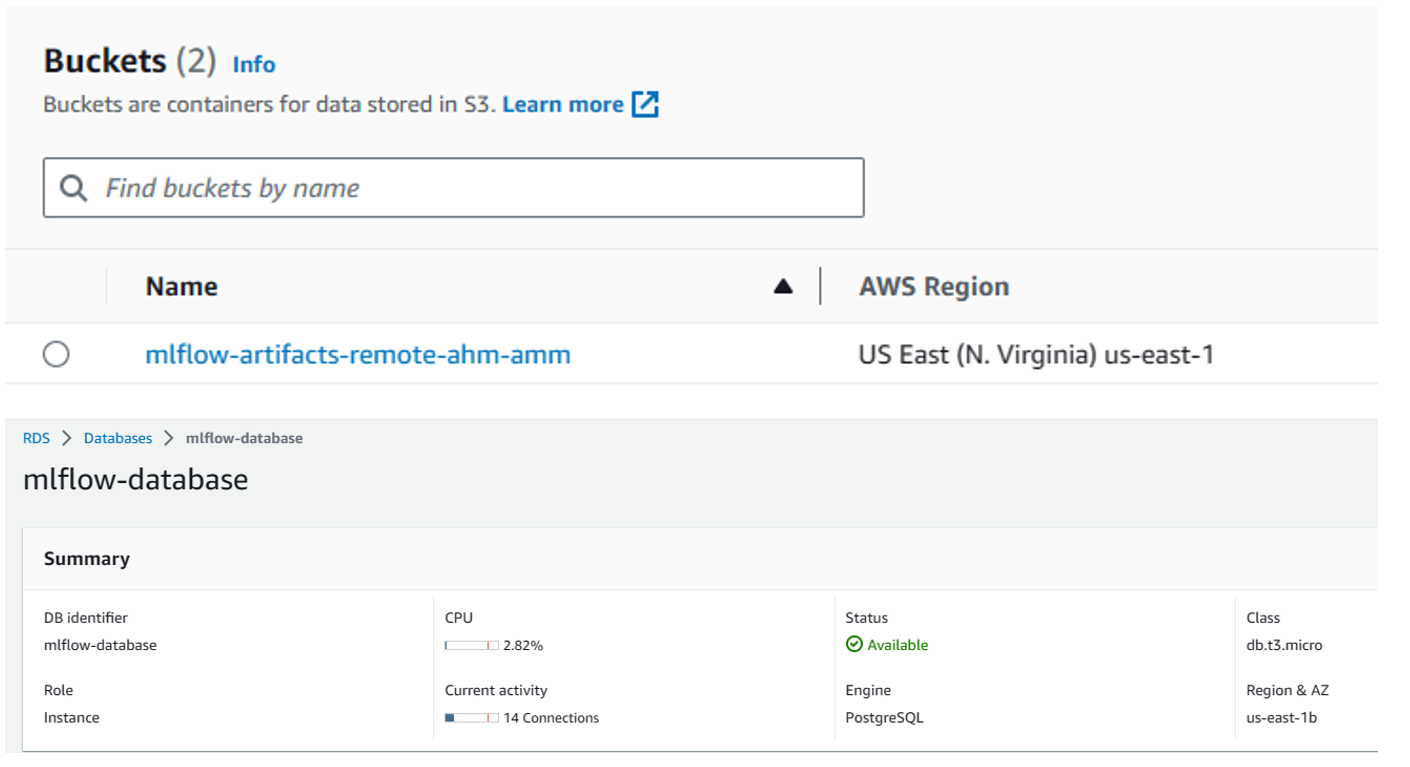 Buckets (2) Info
Buckets are containers for data stored in S3. Learn more
Find buckets by name
Name AWS Region
mlflow-artifacts-remote-ahm-amm US East (N. Virginia) us-east-1
RDS > Databases > mlflow-database
mlflow-database
Summary
DB identifier CPU Status Class
mlflow-database 2.82% Available db.t3.micro
Role Current activity Engine Region & AZ
Instance 14 Connections PostgreSQL us-east-1b